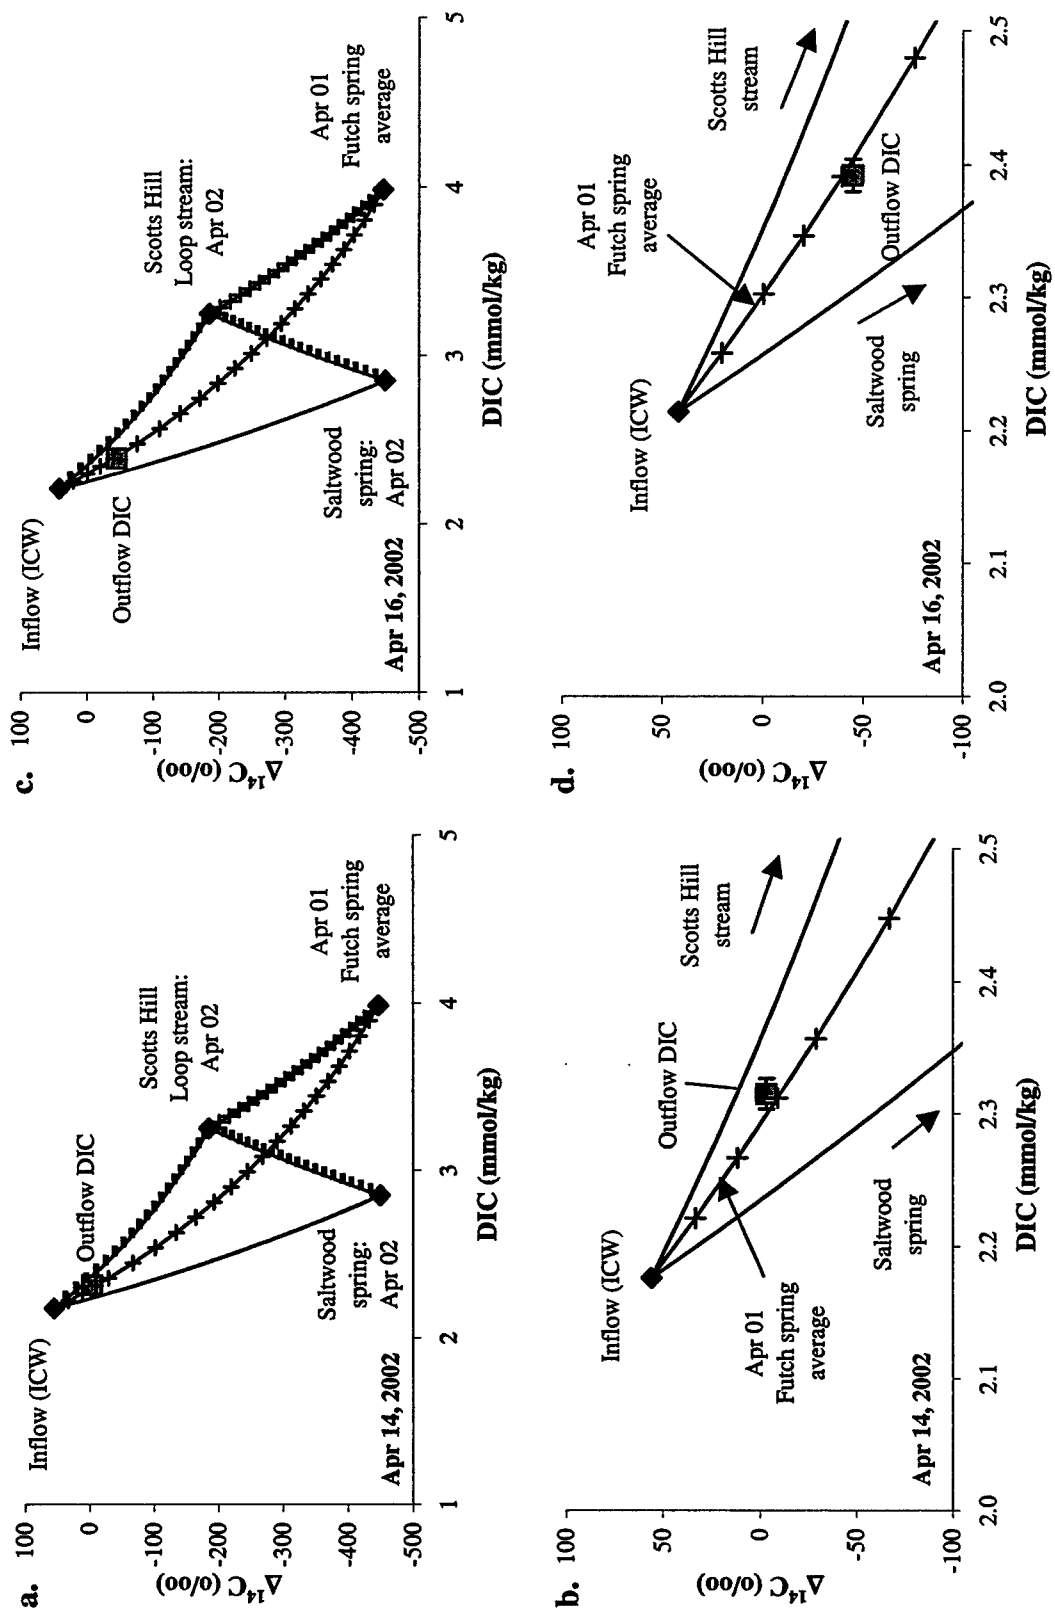 a.
100
0
-100
-200
-300
-400
-500
Δ¹⁴C (o/oo)
Inflow (ICW)
Outflow DIC
Scotts Hill
Loop stream:
Apr 02
Apr 01
Futch spring
average
Saltwood
spring:
Apr 02
Apr 14, 2002
1
2
3
4
5
DIC (mmol/kg)
b.
100
50
0
-50
-100
Δ¹⁴C (o/oo)
Inflow (ICW)
Outflow DIC
Scotts Hill
stream
Apr 01
Futch spring
average
Saltwood
spring
Apr 14, 2002
2.0
2.1
2.2
2.3
2.4
2.5
DIC (mmol/kg)
c.
100
0
-100
-200
-300
-400
-500
Δ¹⁴C (o/oo)
Inflow (ICW)
Outflow DIC
Scotts Hill
Loop stream:
Apr 02
Apr 01
Futch spring
average
Saltwood
spring:
Apr 02
Apr 16, 2002
1
2
3
4
5
DIC (mmol/kg)
d.
100
50
0
-50
-100
Δ¹⁴C (o/oo)
Inflow (ICW)
Apr 01
Futch spring
average
Scotts Hill
stream
Outflow DIC
Saltwood
spring
Apr 16, 2002
2.0
2.1
2.2
2.3
2.4
2.5
DIC (mmol/kg)